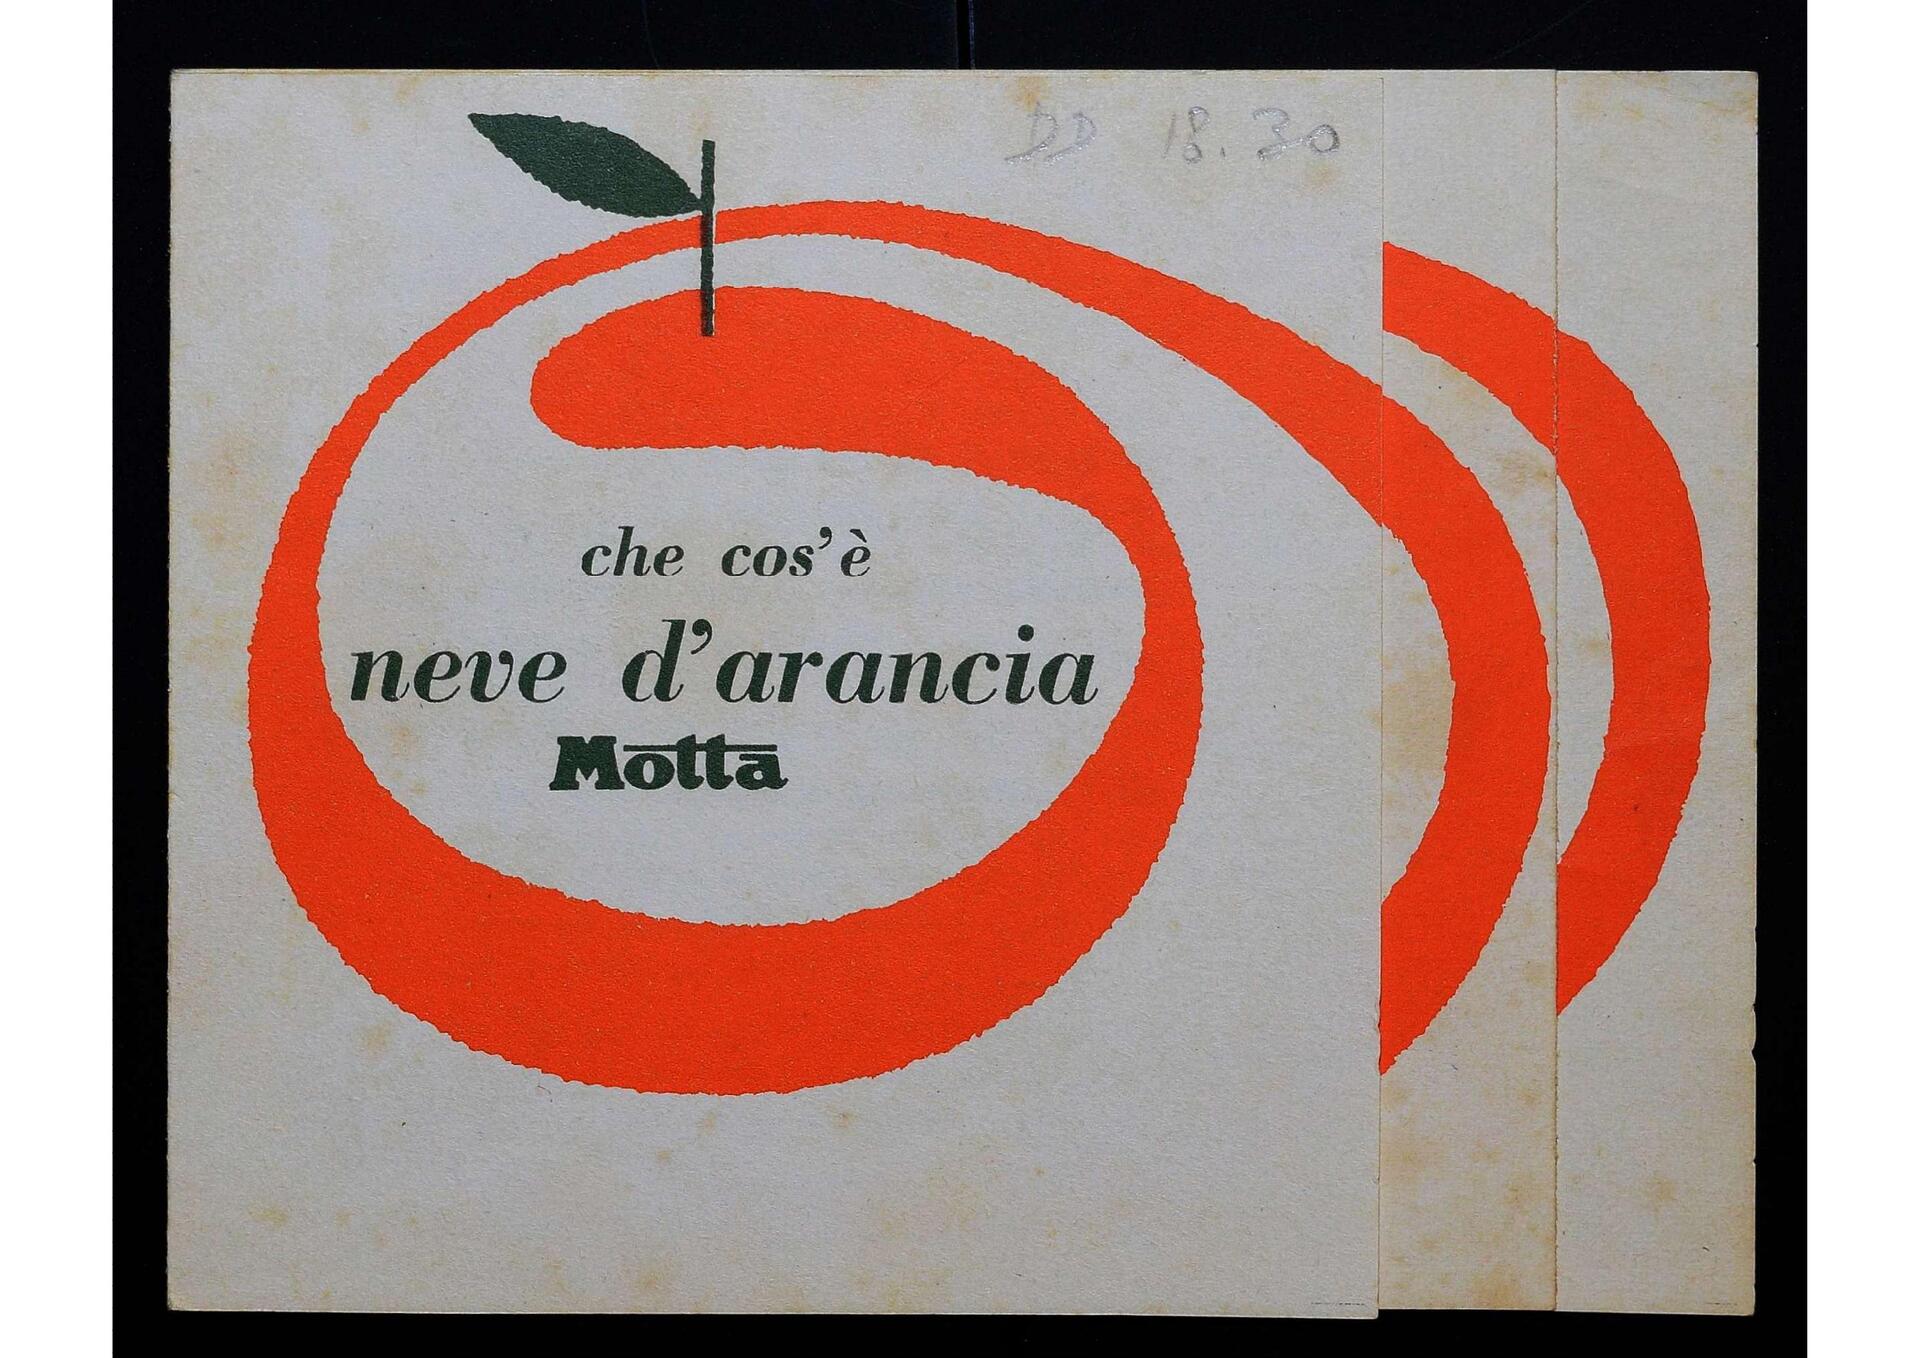 DD 18.30
che cos'è
neve d'arancia
Motta